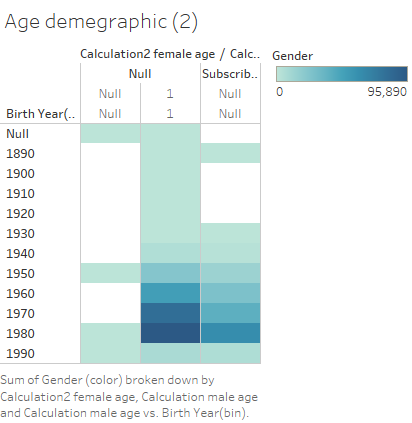 Age demegraphic (2)
Calculation2 female age / Calc..
Gender
0 95,890
Null Subscrib..
Null 1 Null
Birth Year(.. Null 1 Null
Null
1890
1900
1910
1920
1930
1940
1950
1960
1970
1980
1990
Sum of Gender (color) broken down by
Calculation2 female age, Calculation male age
and Calculation male age vs. Birth Year(bin).